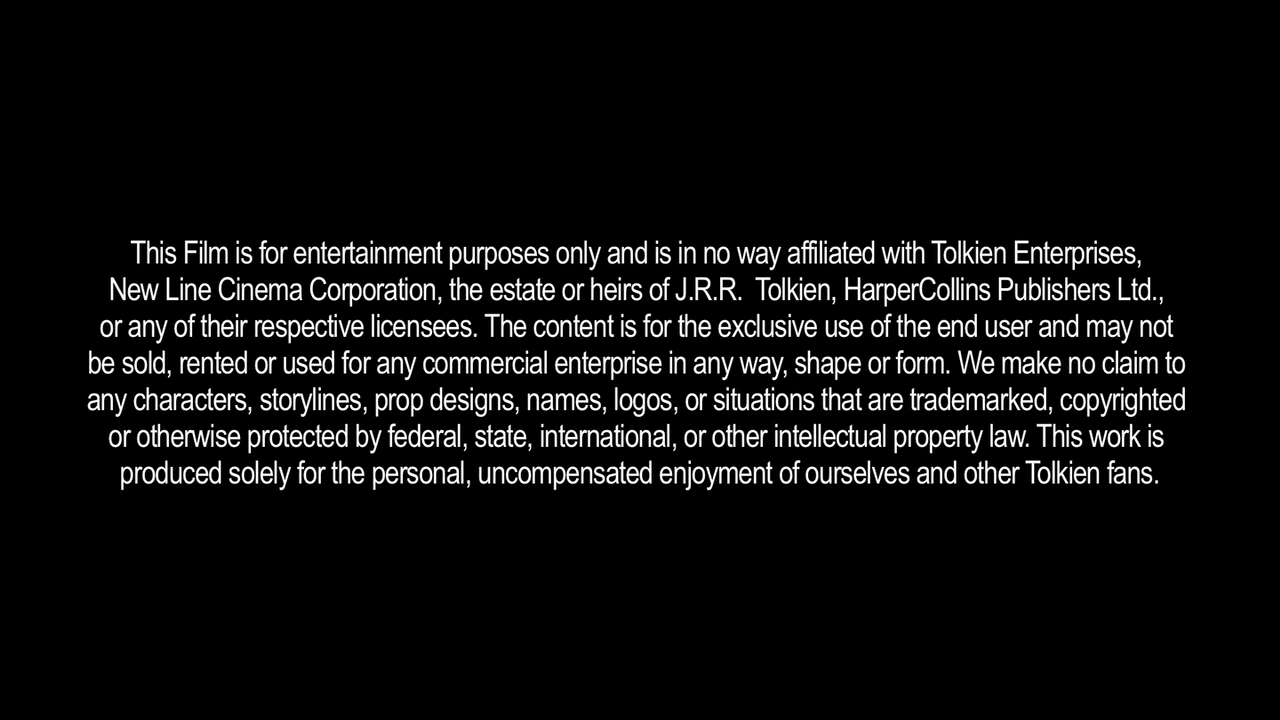 This Film is for entertainment purposes only and is in no way affiliated with Tolkien Enterprises,
New Line Cinema Corporation, the estate or heirs of J.R.R.  Tolkien, HarperCollins Publishers Ltd.,
or any of their respective licensees. The content is for the exclusive use of the end user and may not
be sold, rented or used for any commercial enterprise in any way, shape or form. We make no claim to
any characters, storylines, prop designs, names, logos, or situations that are trademarked, copyrighted
or otherwise protected by federal, state, international, or other intellectual property law. This work is
produced solely for the personal, uncompensated enjoyment of ourselves and other Tolkien fans.